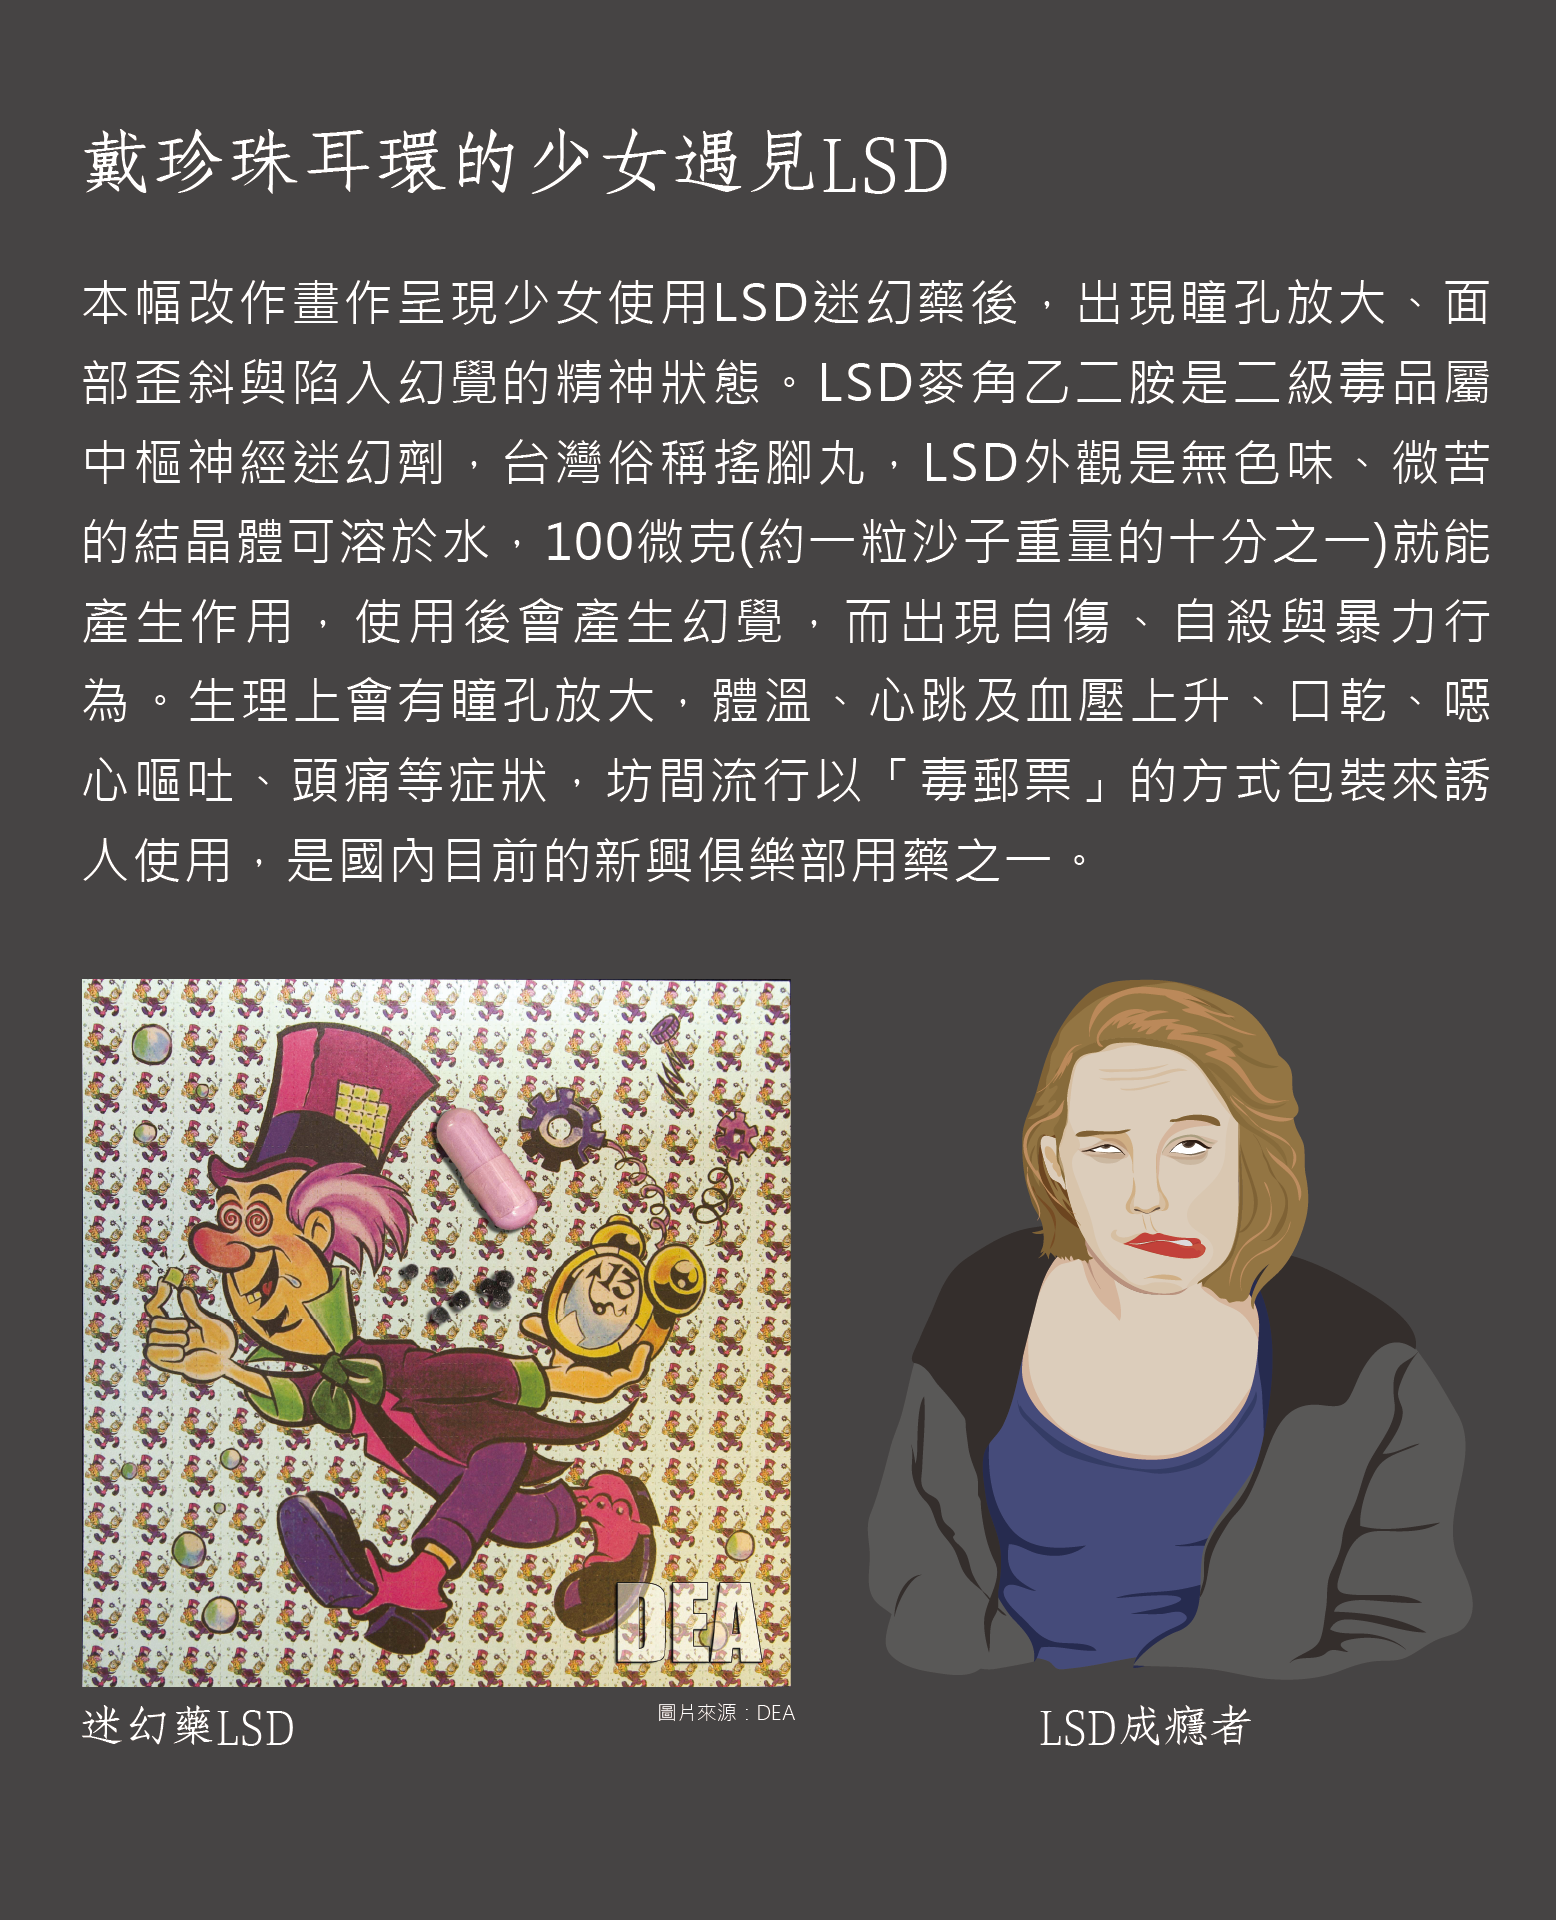 戴珍珠耳環的少女遇見LSD
本幅改作畫作呈現少女使用LSD迷幻藥後，出現瞳孔放大、面
部歪斜與陷入幻覺的精神狀態。LSD麥角乙二胺是二級毒品屬
中樞神經迷幻劑，台灣俗稱搖腳丸，LSD外觀是無色味、微苦
的結晶體可溶於水，100微克(約一粒沙子重量的十分之一)就能
產生作用，使用後會產生幻覺，而出現自傷、自殺與暴力行
為。生理上會有瞳孔放大，體溫、心跳及血壓上升、口乾、噁
心嘔吐、頭痛等症狀，坊間流行以「毒郵票」的方式包裝來誘
人使用，是國內目前的新興俱樂部用藥之一。
13
DEA
迷幻藥LSD
圖片來源：DEA
LSD成癮者